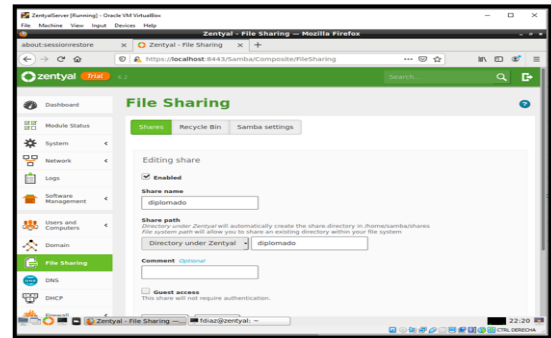 ZentyalServer [Running] - Oracle VM VirtualBox
File Machine View Input Devices Help
Zentyal - File Sharing — Mozilla Firefox
about:sessionrestore
Zentyal - File Sharing
https://localhost:8443/Samba/Composite/FileSharing
zentyal Trial 6.2
Search...
Dashboard
Module Status
System
Network
Logs
Software Management
Users and Computers
Domain
File Sharing
DNS
DHCP
Firewall
File Sharing
Shares Recycle Bin Samba settings
Editing share
Enabled
Share name
diplomado
Share path
Directory under Zentyal will automatically create the share.directory in /home/samba/shares
File system path will allow you to share an existing directory within your file system
Directory under Zentyal diplomado
Comment Optional
Guest access
This share will not require authentication.
Zentyal - File Sharing —... fdiaz@zentyal: ~
22:20
CTRL DERECHA